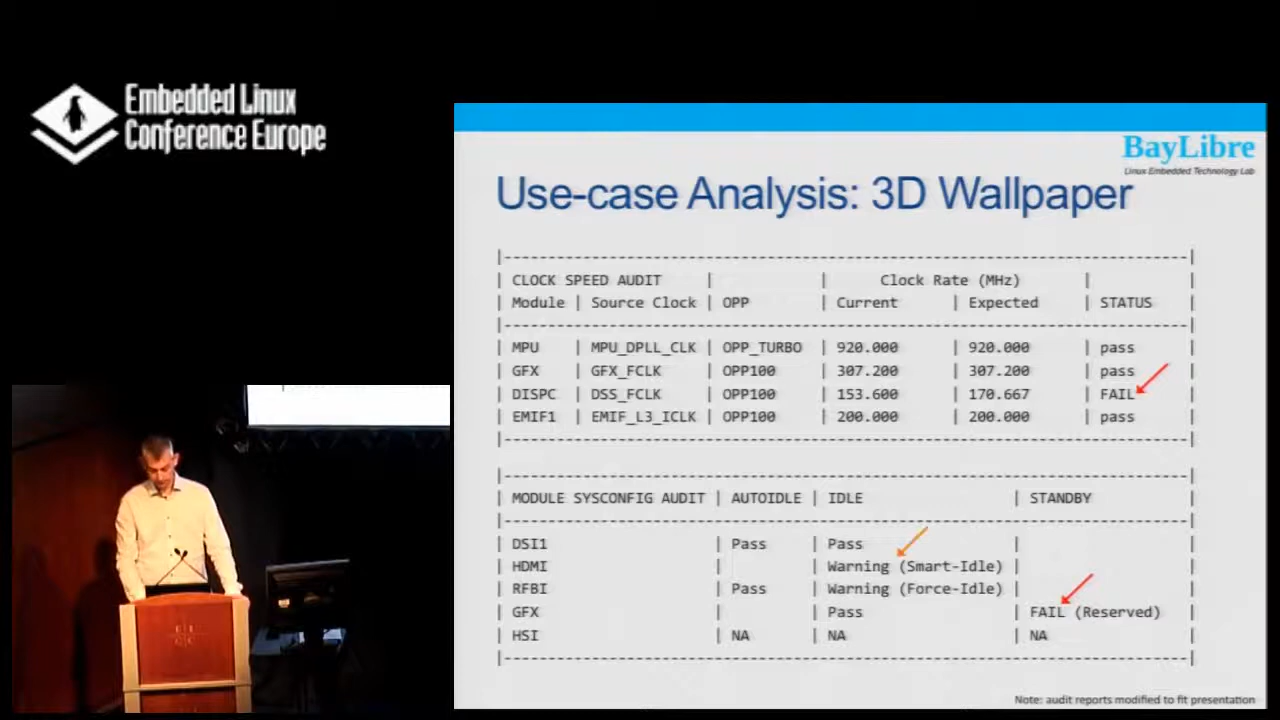 Embedded Linux
Conference Europe
BayLibre
Linux Embedded Technology Lab
Use-case Analysis: 3D Wallpaper
|-------------------------------------------------------------------------------|
| CLOCK SPEED AUDIT | | Clock Rate (MHz) | |
| Module | Source Clock | OPP | Current | Expected | STATUS |
|-------------------------------------------------------------------------------|
| MPU | MPU_DPLL_CLK | OPP_TURBO | 920.000 | 920.000 | pass |
| GFX | GFX_FCLK | OPP100 | 307.200 | 307.200 | pass |
| DISPC | DSS_FCLK | OPP100 | 153.600 | 170.667 | FAIL |
| EMIF1 | EMIF_L3_ICLK | OPP100 | 200.000 | 200.000 | pass |
|-------------------------------------------------------------------------------|
|-------------------------------------------------------------------------------|
| MODULE SYSCONFIG AUDIT | AUTOIDLE | IDLE | STANDBY |
|-------------------------------------------------------------------------------|
| DSI1 | Pass | Pass | |
| HDMI | | Warning (Smart-Idle) | |
| RFBI | Pass | Warning (Force-Idle) | |
| GFX | | Pass | FAIL (Reserved) |
| HSI | NA | NA | NA |
|-------------------------------------------------------------------------------|
Note: audit reports modified to fit presentation